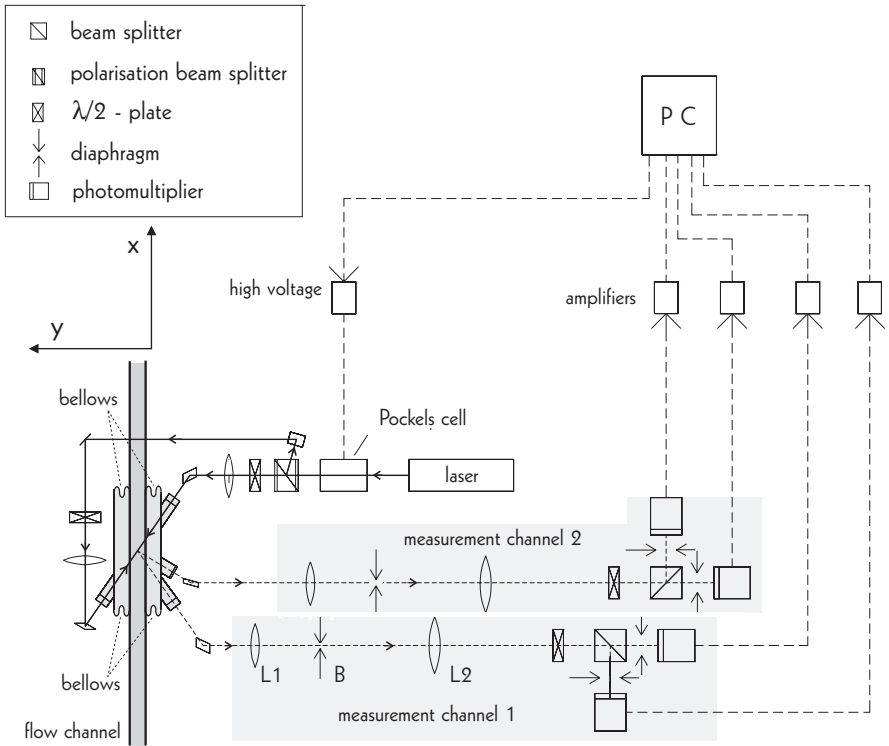 beam splitter
polarisation beam splitter
λ/2 - plate
diaphragm
photomultiplier
P C
x
y
high voltage
amplifiers
bellows
Pockels cell
laser
measurement channel 2
L1
B
L2
bellows
measurement channel 1
flow channel